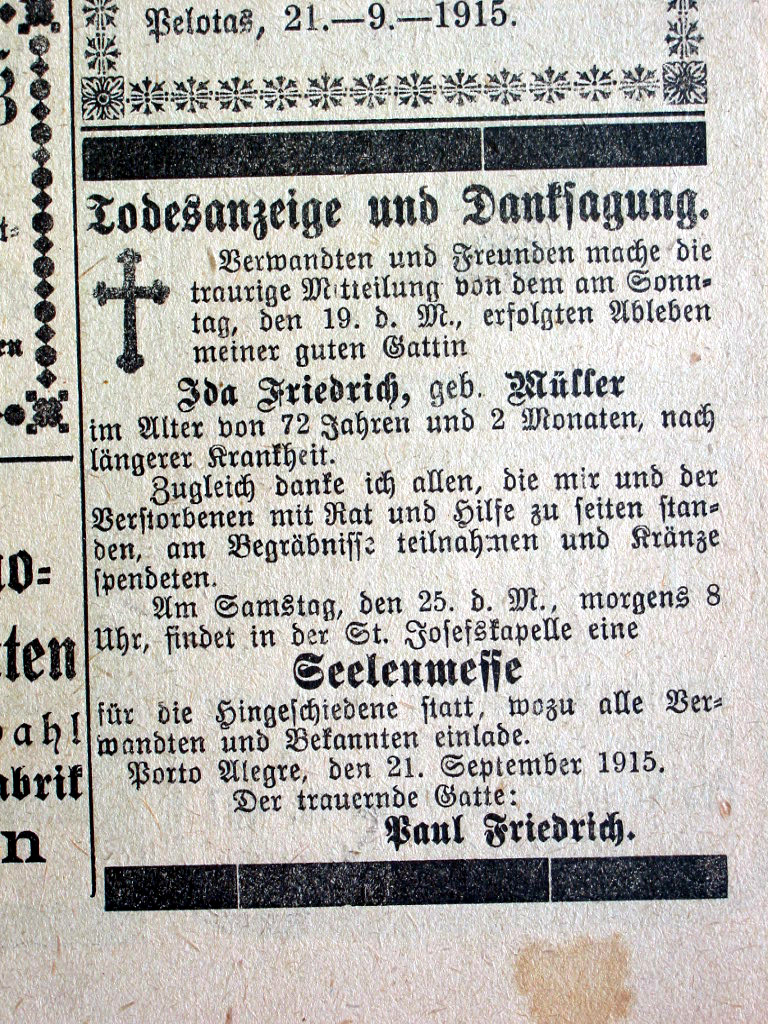 Pelotas, 21.—9.—1915.
Todesanzeige und Danksagung.
Verwandten und Freunden mache die
traurige Mitteilung von dem am Sonn-
tag, den 19. d. M., erfolgten Ableben
meiner guten Gattin
Ida Friedrich, geb. Müller
im Alter von 72 Jahren und 2 Monaten, nach
längerer Krankheit.
Zugleich danke ich allen, die mir und der
Verstorbenen mit Rat und Hilfe zu seiten stan-
den, am Begräbnisse teilnahmen und Kränze
spendeten.
Am Samstag, den 25. d. M., morgens 8
Uhr, findet in der St. Josefskapelle eine
Seelenmesse
für die Hingeschiedene statt, wozu alle Ver-
wandten und Bekannten einlade.
Porto Alegre, den 21. September 1915.
Der trauernde Gatte:
Paul Friedrich.